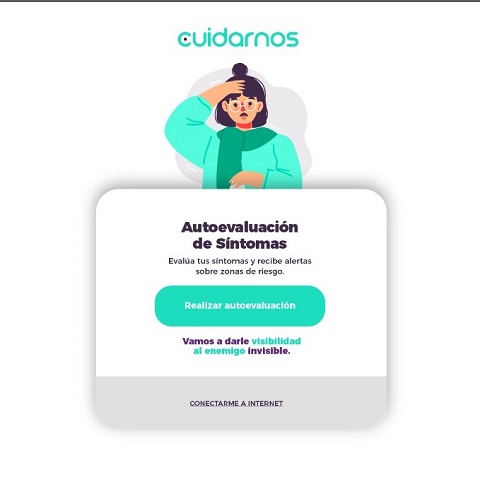 cuidarnos
Autoevaluación
de Síntomas
Evalúa tus síntomas y recibe alertas
sobre zonas de riesgo.
Realizar autoevaluación
Vamos a darle visibilidad
al enemigo invisible.
CONECTARME A INTERNET